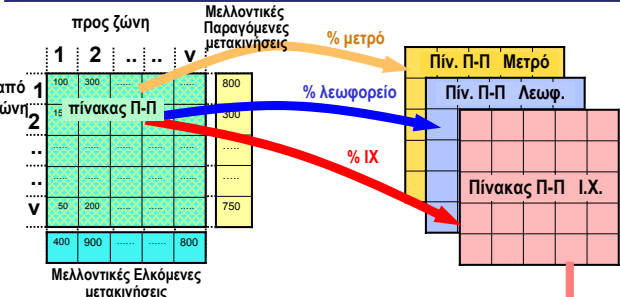 προς ζώνη
Μελλοντικές
Παραγόμενες
μετακινήσεις
1 2 .. .. ν
από
ζώνη
1 100 300 ..... ..... ..... 800
2 ..... ..... ..... 300
πίνακας Π-Π
.. ..... ..... ..... ..... ..... .....
.. ..... ..... ..... ..... ..... .....
ν 50 200 ..... ..... ..... 750
400 900 ...... ...... 800
Μελλοντικές Ελκόμενες
μετακινήσεις
% μετρό
% λεωφορείο
% ΙΧ
Πίν. Π-Π Μετρό
Πίν. Π-Π Λεωφ.
Πίνακας Π-Π Ι.Χ.